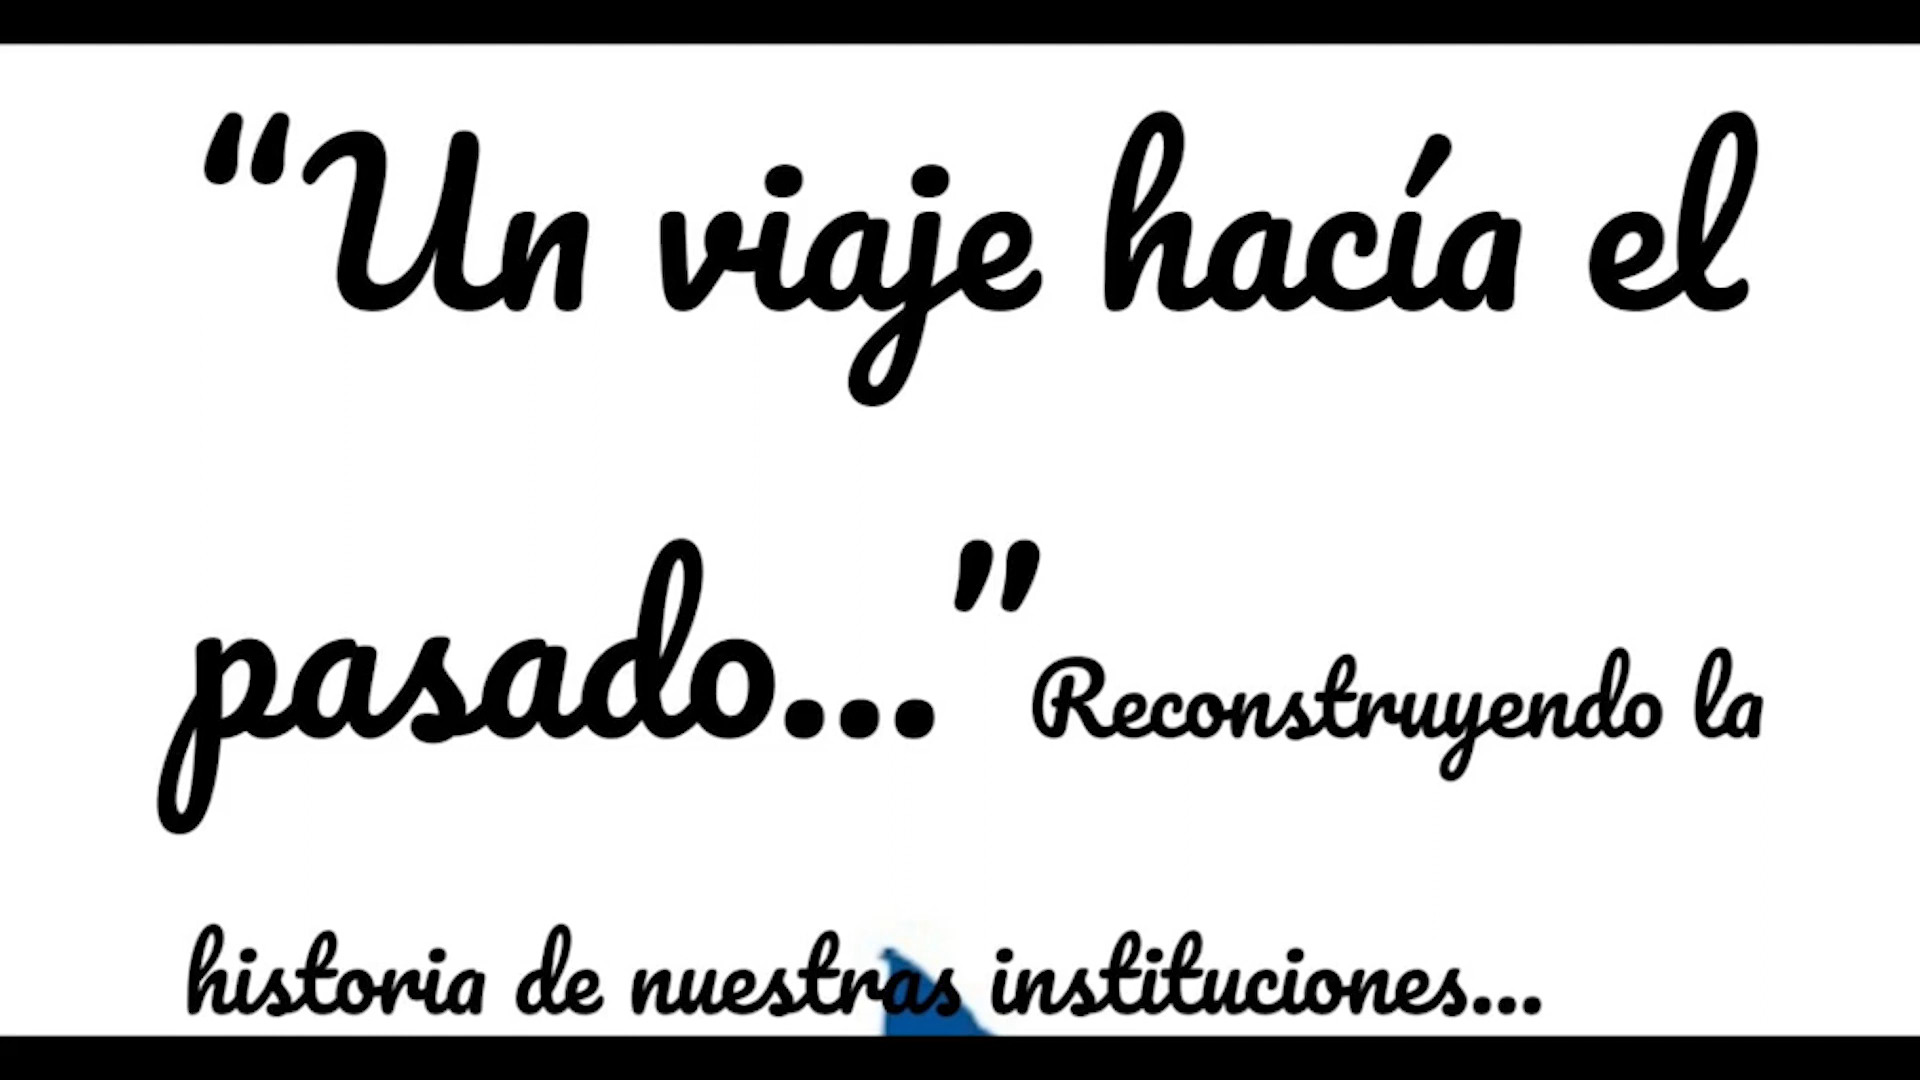 “Un viaje hacía el
pasado...” Reconstruyendo la
historia de nuestras instituciones...